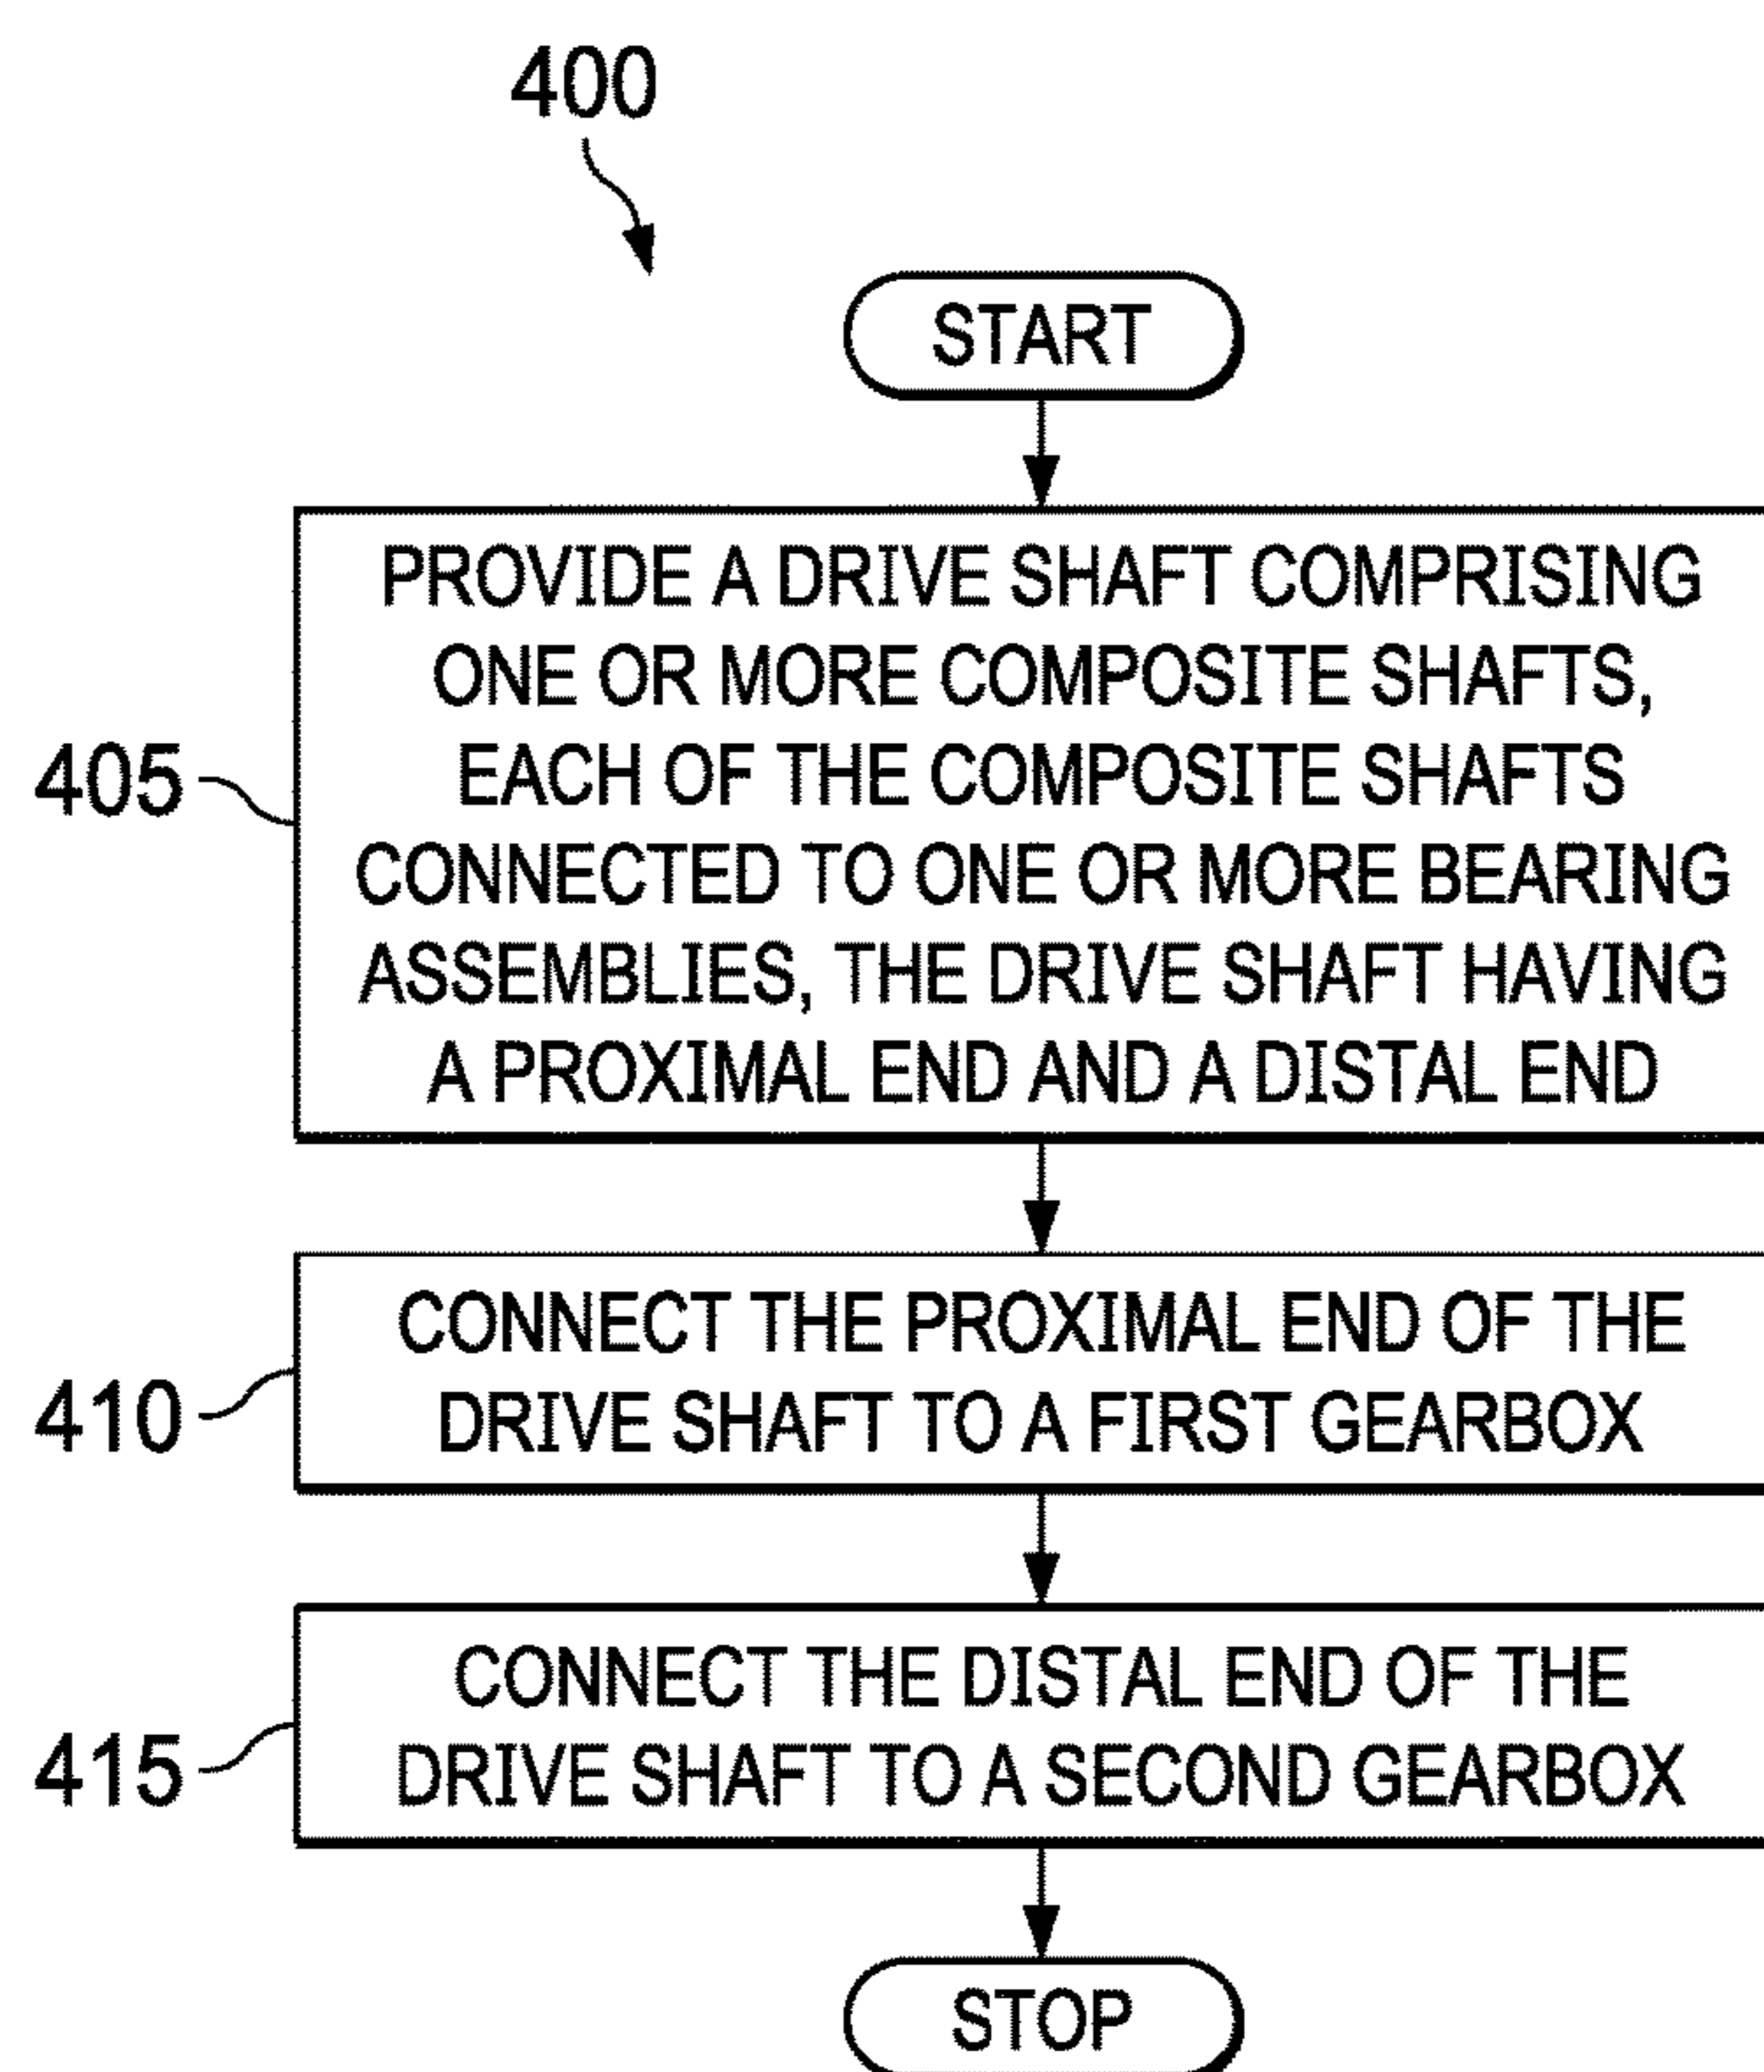 400
START
PROVIDE A DRIVE SHAFT COMPRISING
ONE OR MORE COMPOSITE SHAFTS,
EACH OF THE COMPOSITE SHAFTS
CONNECTED TO ONE OR MORE BEARING
ASSEMBLIES, THE DRIVE SHAFT HAVING
A PROXIMAL END AND A DISTAL END
405
CONNECT THE PROXIMAL END OF THE
DRIVE SHAFT TO A FIRST GEARBOX
410
CONNECT THE DISTAL END OF THE
DRIVE SHAFT TO A SECOND GEARBOX
415
STOP